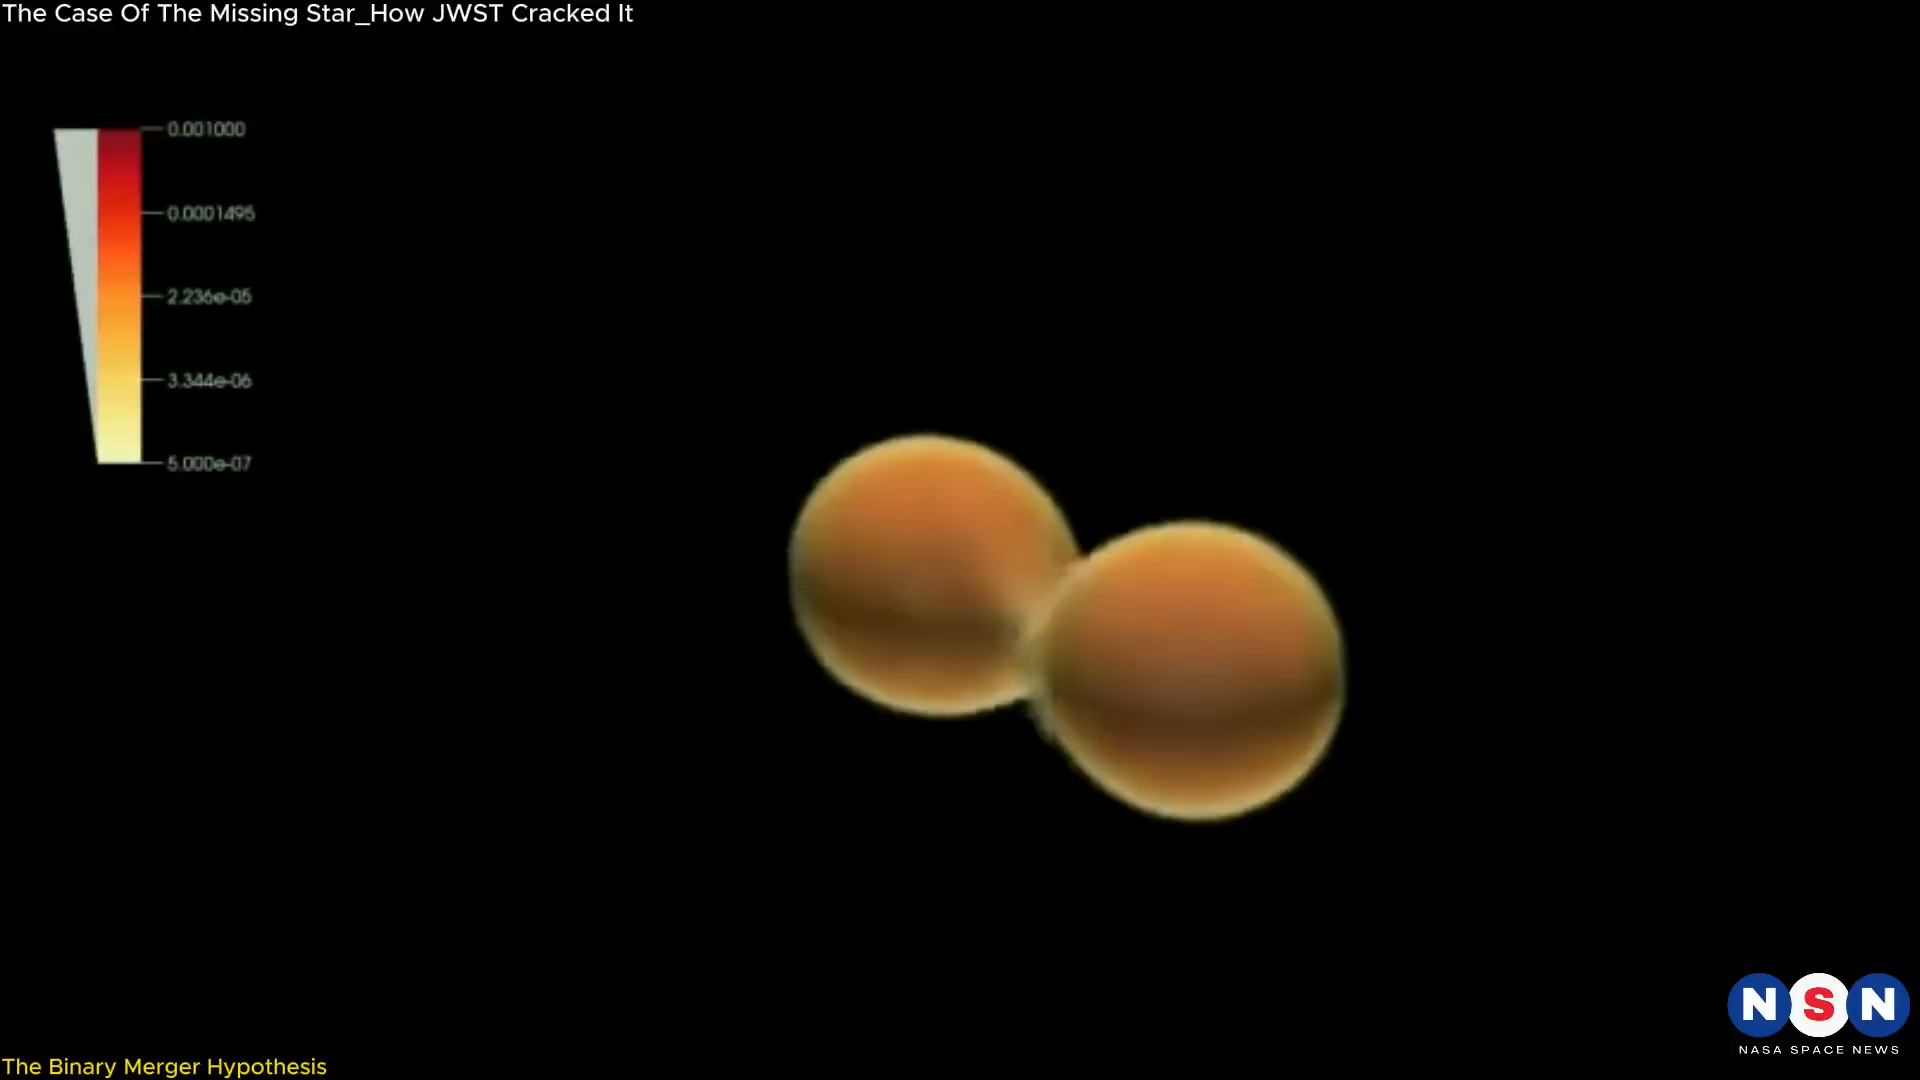 The Case Of The Missing Star_How JWST Cracked It
0.001000
0.0001495
2.236e-05
3.344e-06
5.000e-07
NSN
NASA SPACE NEWS
The Binary Merger Hypothesis